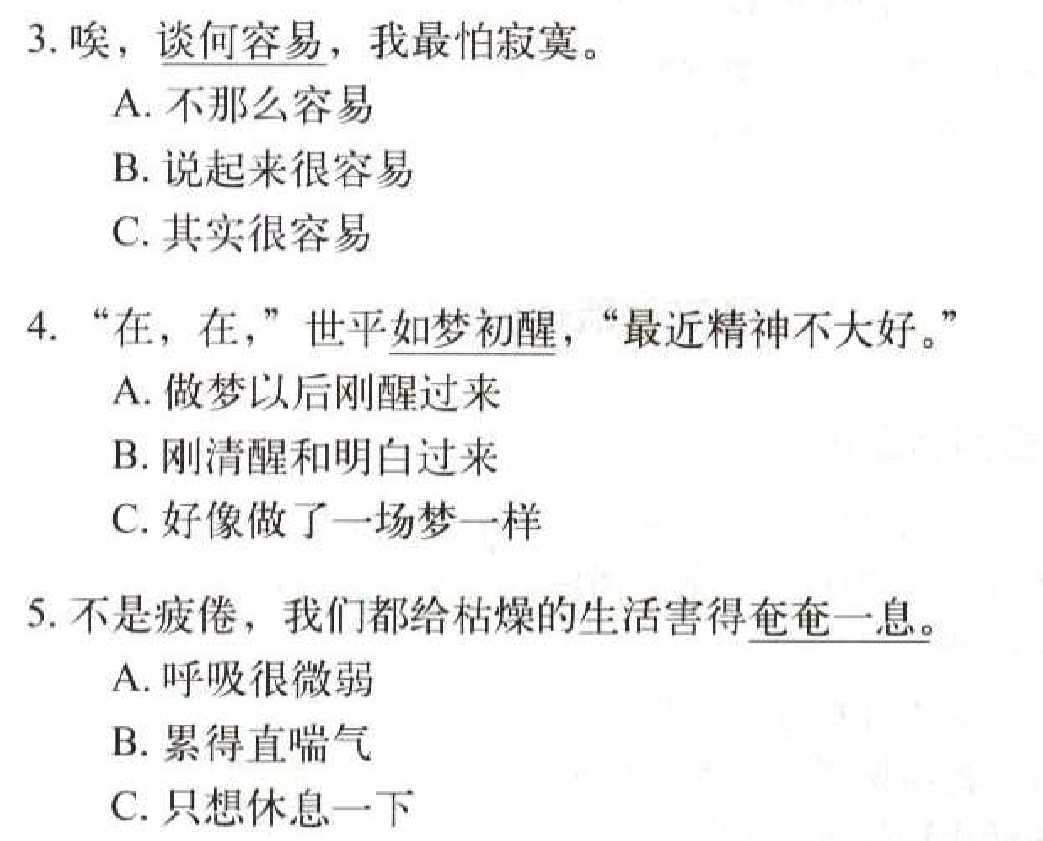 3. 唉，谈何容易，我最怕寂寞。
A. 不那么容易
B. 说起来很容易
C. 其实很容易
4. “在，在，”世平如梦初醒，“最近精神不大好。”
A. 做梦以后刚醒过来
B. 刚清醒和明白过来
C. 好像做了一场梦一样
5. 不是疲倦，我们都给枯燥的生活害得奄奄一息。
A. 呼吸很微弱
B. 累得直喘气
C. 只想休息一下